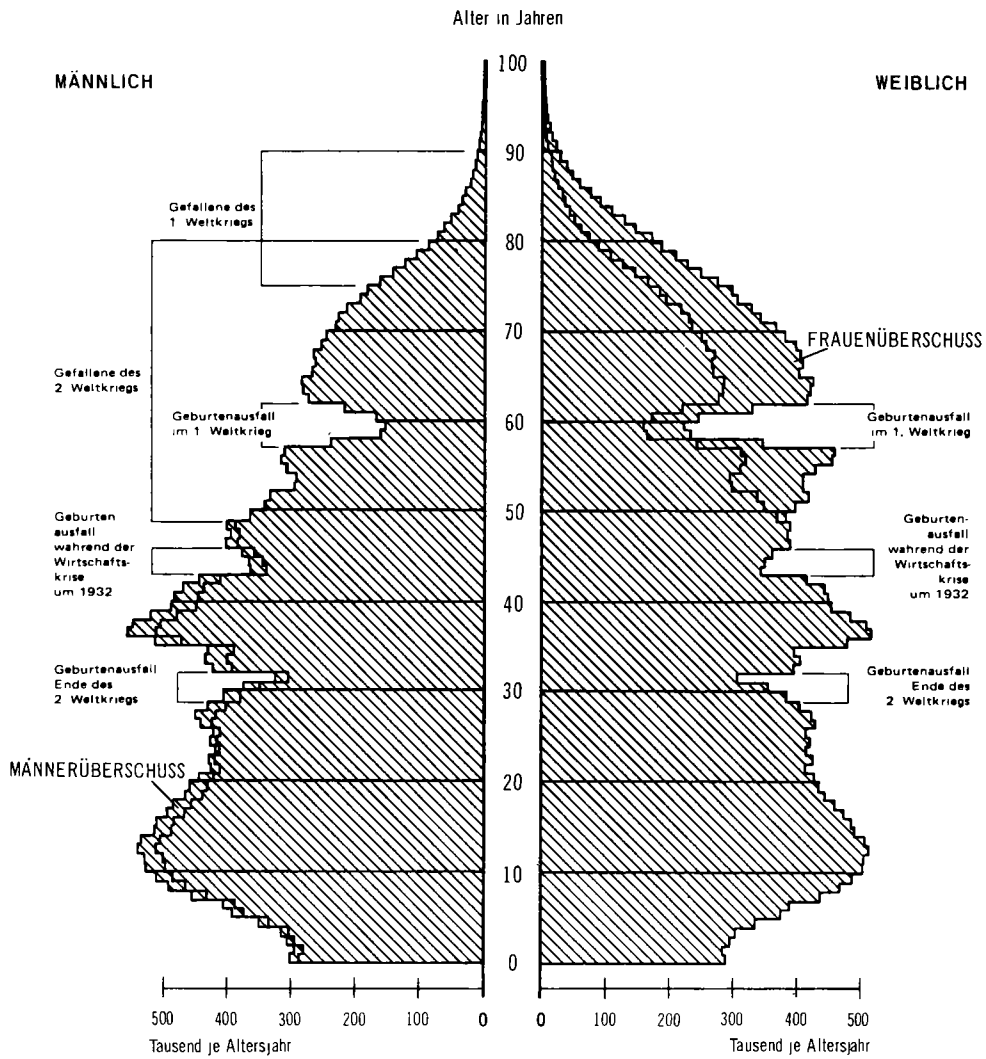 Alter in Jahren
MÄNNLICH
WEIBLICH
100
90
80
70
60
50
40
30
20
10
0
Gefallene des
1 Weltkriegs
Gefallene des
2 Weltkriegs
Geburtenausfall
im 1 Weltkrieg
Geburten
ausfall
wahrend der
Wirtschafts-
krise
um 1932
Geburtenausfall
Ende des
2 Weltkriegs
MÄNNERÜBERSCHUSS
FRAUENÜBERSCHUSS
Geburtenausfall
im 1. Weltkrieg
Geburten-
ausfall
während der
Wirtschafts-
krise
um 1932
Geburtenausfall
Ende des
2 Weltkriegs
500 400 300 200 100 0
0 100 200 300 400 500
Tausend je Altersjahr
Tausend je Altersjahr